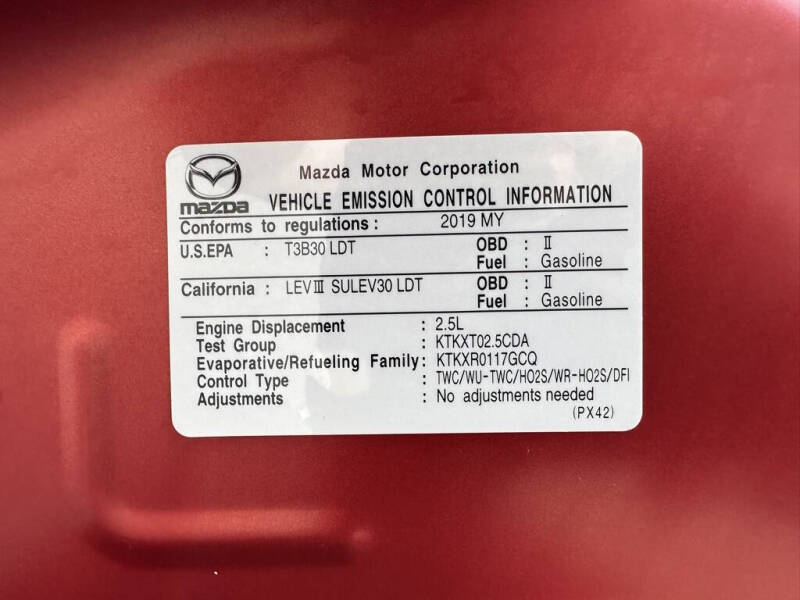 Mazda Motor Corporation
mazda VEHICLE EMISSION CONTROL INFORMATION
Conforms to regulations : 2019 MY
U.S.EPA : T3B30 LDT OBD : Ⅱ
Fuel : Gasoline
California : LEVⅢ SULEV30 LDT OBD : Ⅱ
Fuel : Gasoline
Engine Displacement : 2.5L
Test Group : KTKXT02.5CDA
Evaporative/Refueling Family: KTKXR0117GCQ
Control Type : TWC/WU-TWC/HO2S/WR-HO2S/DFI
Adjustments : No adjustments needed
(PX42)